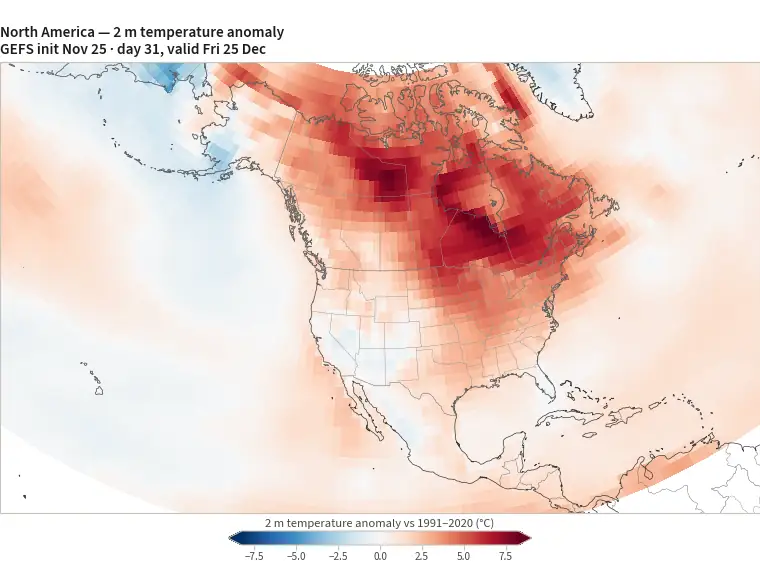 North America — 2 m temperature anomaly
GEFS init Nov 25 · day 31, valid Fri 25 Dec
2 m temperature anomaly vs 1991–2020 (°C)
−7.5 −5.0 −2.5 0.0 2.5 5.0 7.5